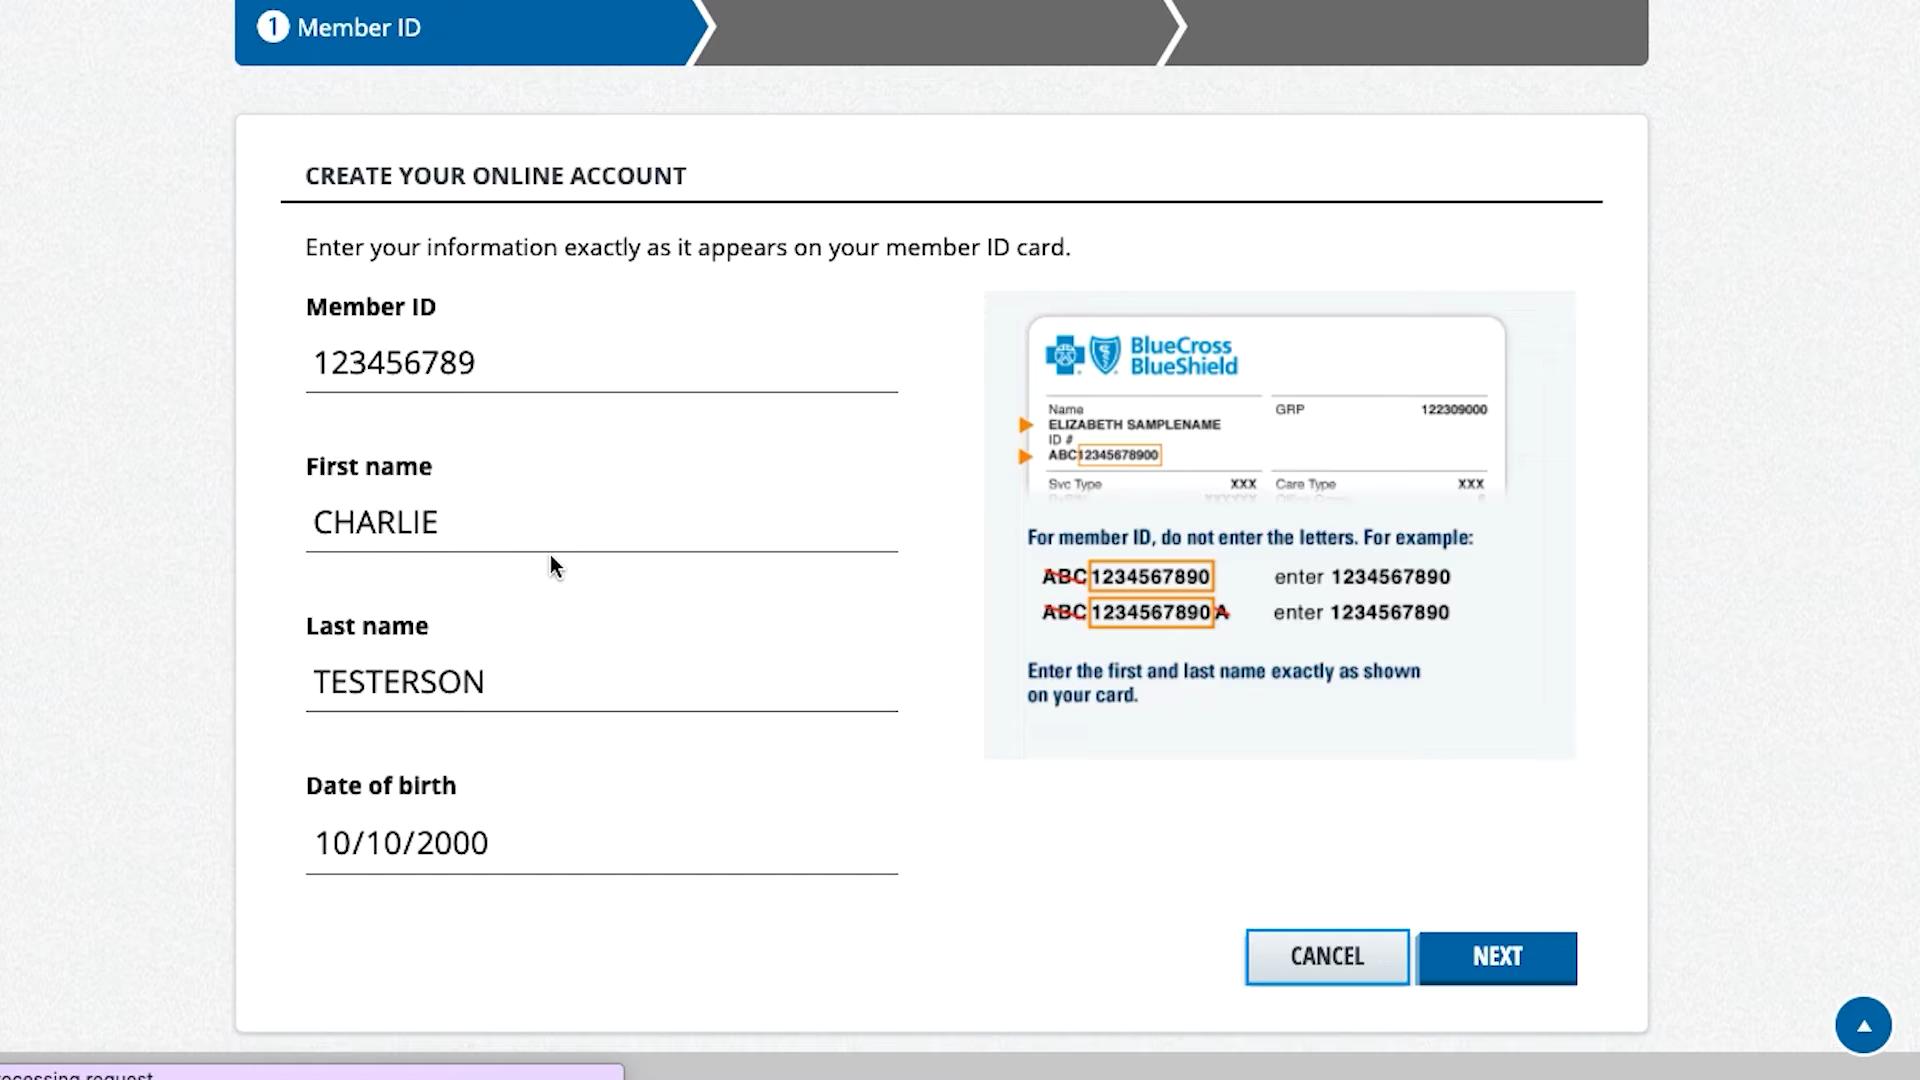 1 Member ID
CREATE YOUR ONLINE ACCOUNT
Enter your information exactly as it appears on your member ID card.
Member ID
123456789
First name
CHARLIE
Last name
TESTERSON
Date of birth
10/10/2000
BlueCross
BlueShield
Name
ELIZABETH SAMPLENAME
ID #
ABC12345678900
GRP 122309000
Svc Type XXX Care Type XXX
For member ID, do not enter the letters. For example:
ABC1234567890 enter 1234567890
ABC1234567890A enter 1234567890
Enter the first and last name exactly as shown
on your card.
CANCEL NEXT
request